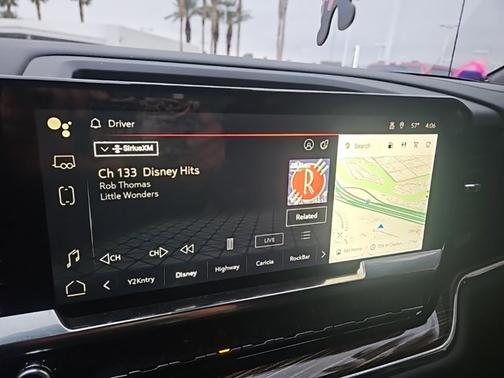 Driver
57°
4:06
SiriusXM
Ch 133 Disney Hits
Rob Thomas
Little Wonders
R
Related
Search
CH
CH
LIVE
Y2Kntry
Disney
Highway
Caricia
RockBar